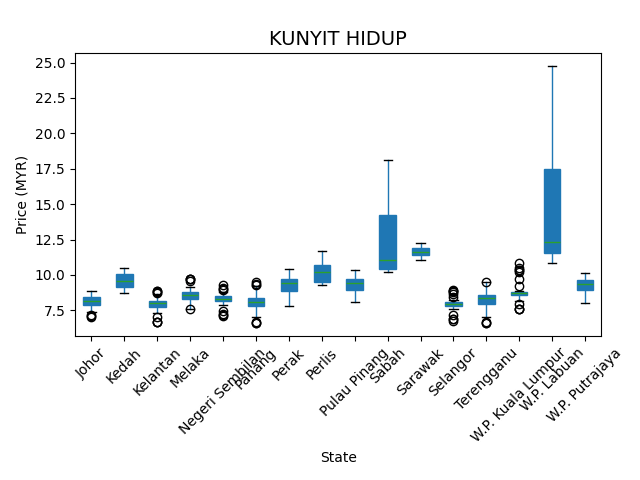 KUNYIT HIDUP
Price (MYR)
25.0
22.5
20.0
17.5
15.0
12.5
10.0
7.5
Johor
Kedah
Kelantan
Melaka
Negeri Sembilan
Pahang
Perak
Perlis
Pulau Pinang
Sabah
Sarawak
Selangor
Terengganu
W.P. Kuala Lumpur
W.P. Labuan
W.P. Putrajaya
State